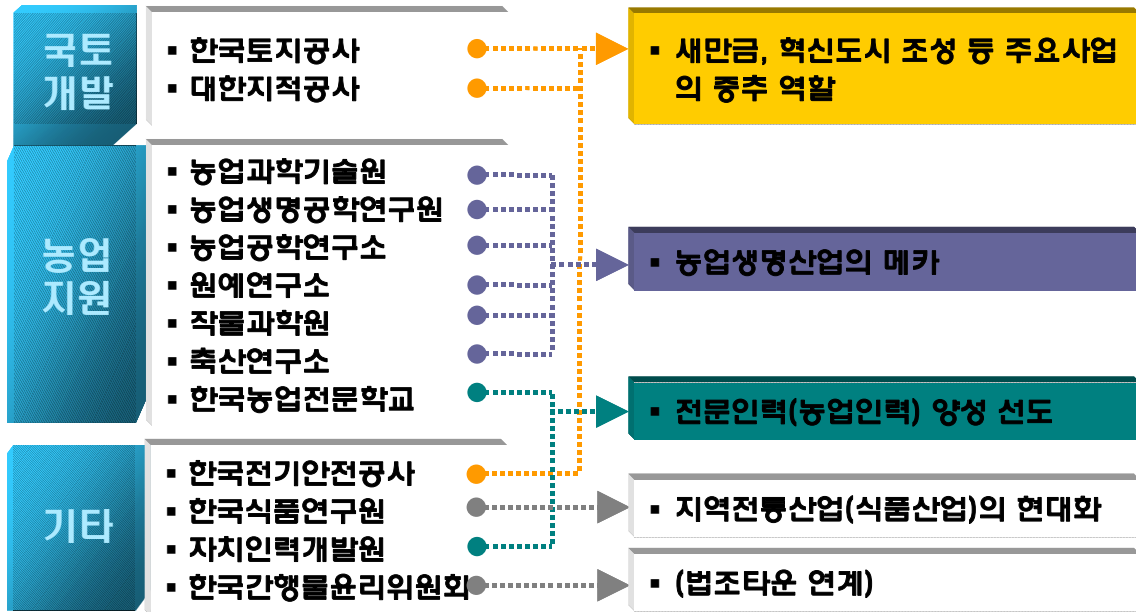 국토
개발
▪ 한국토지공사
▪ 대한지적공사
▪ 새만금, 혁신도시 조성 등 주요사업
의 중추 역할
농업
지원
▪ 농업과학기술원
▪ 농업생명공학연구원
▪ 농업공학연구소
▪ 원예연구소
▪ 작물과학원
▪ 축산연구소
▪ 한국농업전문학교
▪ 농업생명산업의 메카
▪ 전문인력(농업인력) 양성 선도
기타
▪ 한국전기안전공사
▪ 한국식품연구원
▪ 자치인력개발원
▪ 한국간행물윤리위원회
▪ 지역전통산업(식품산업)의 현대화
▪ (법조타운 연계)